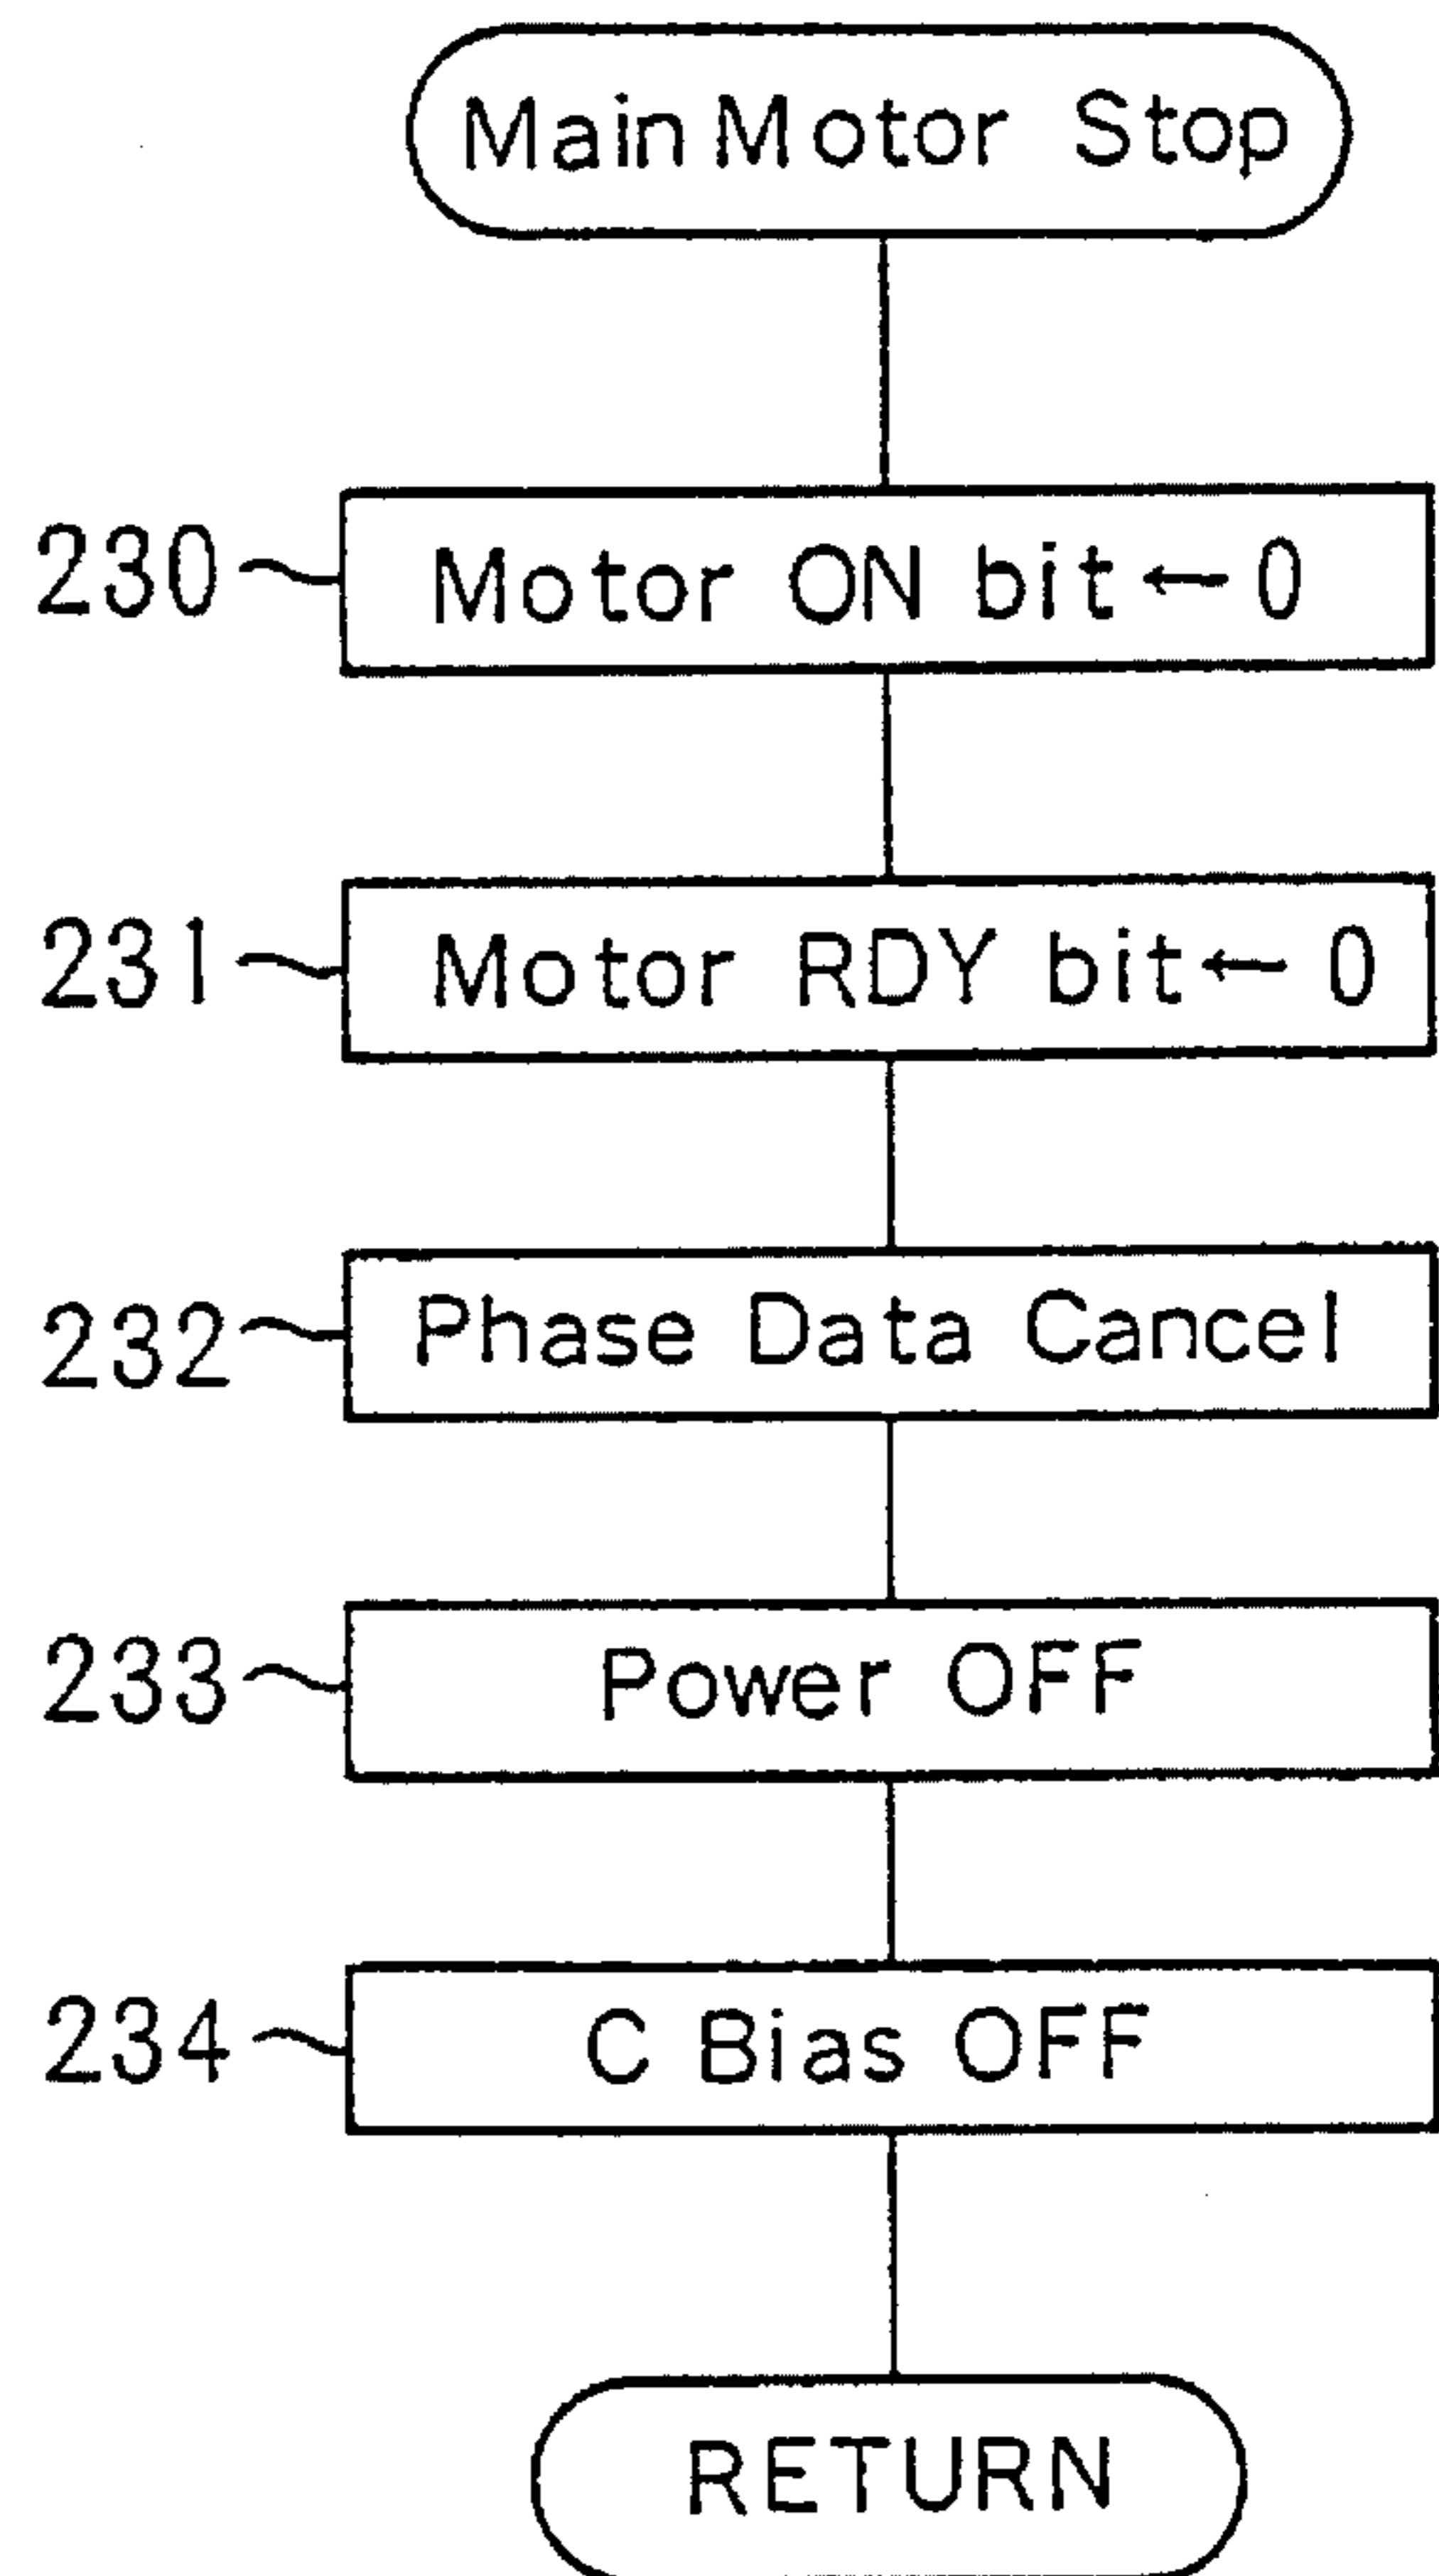 Main Motor Stop
230 Motor ON bit ← 0
231 Motor RDY bit ← 0
232 Phase Data Cancel
233 Power OFF
234 C Bias OFF
RETURN